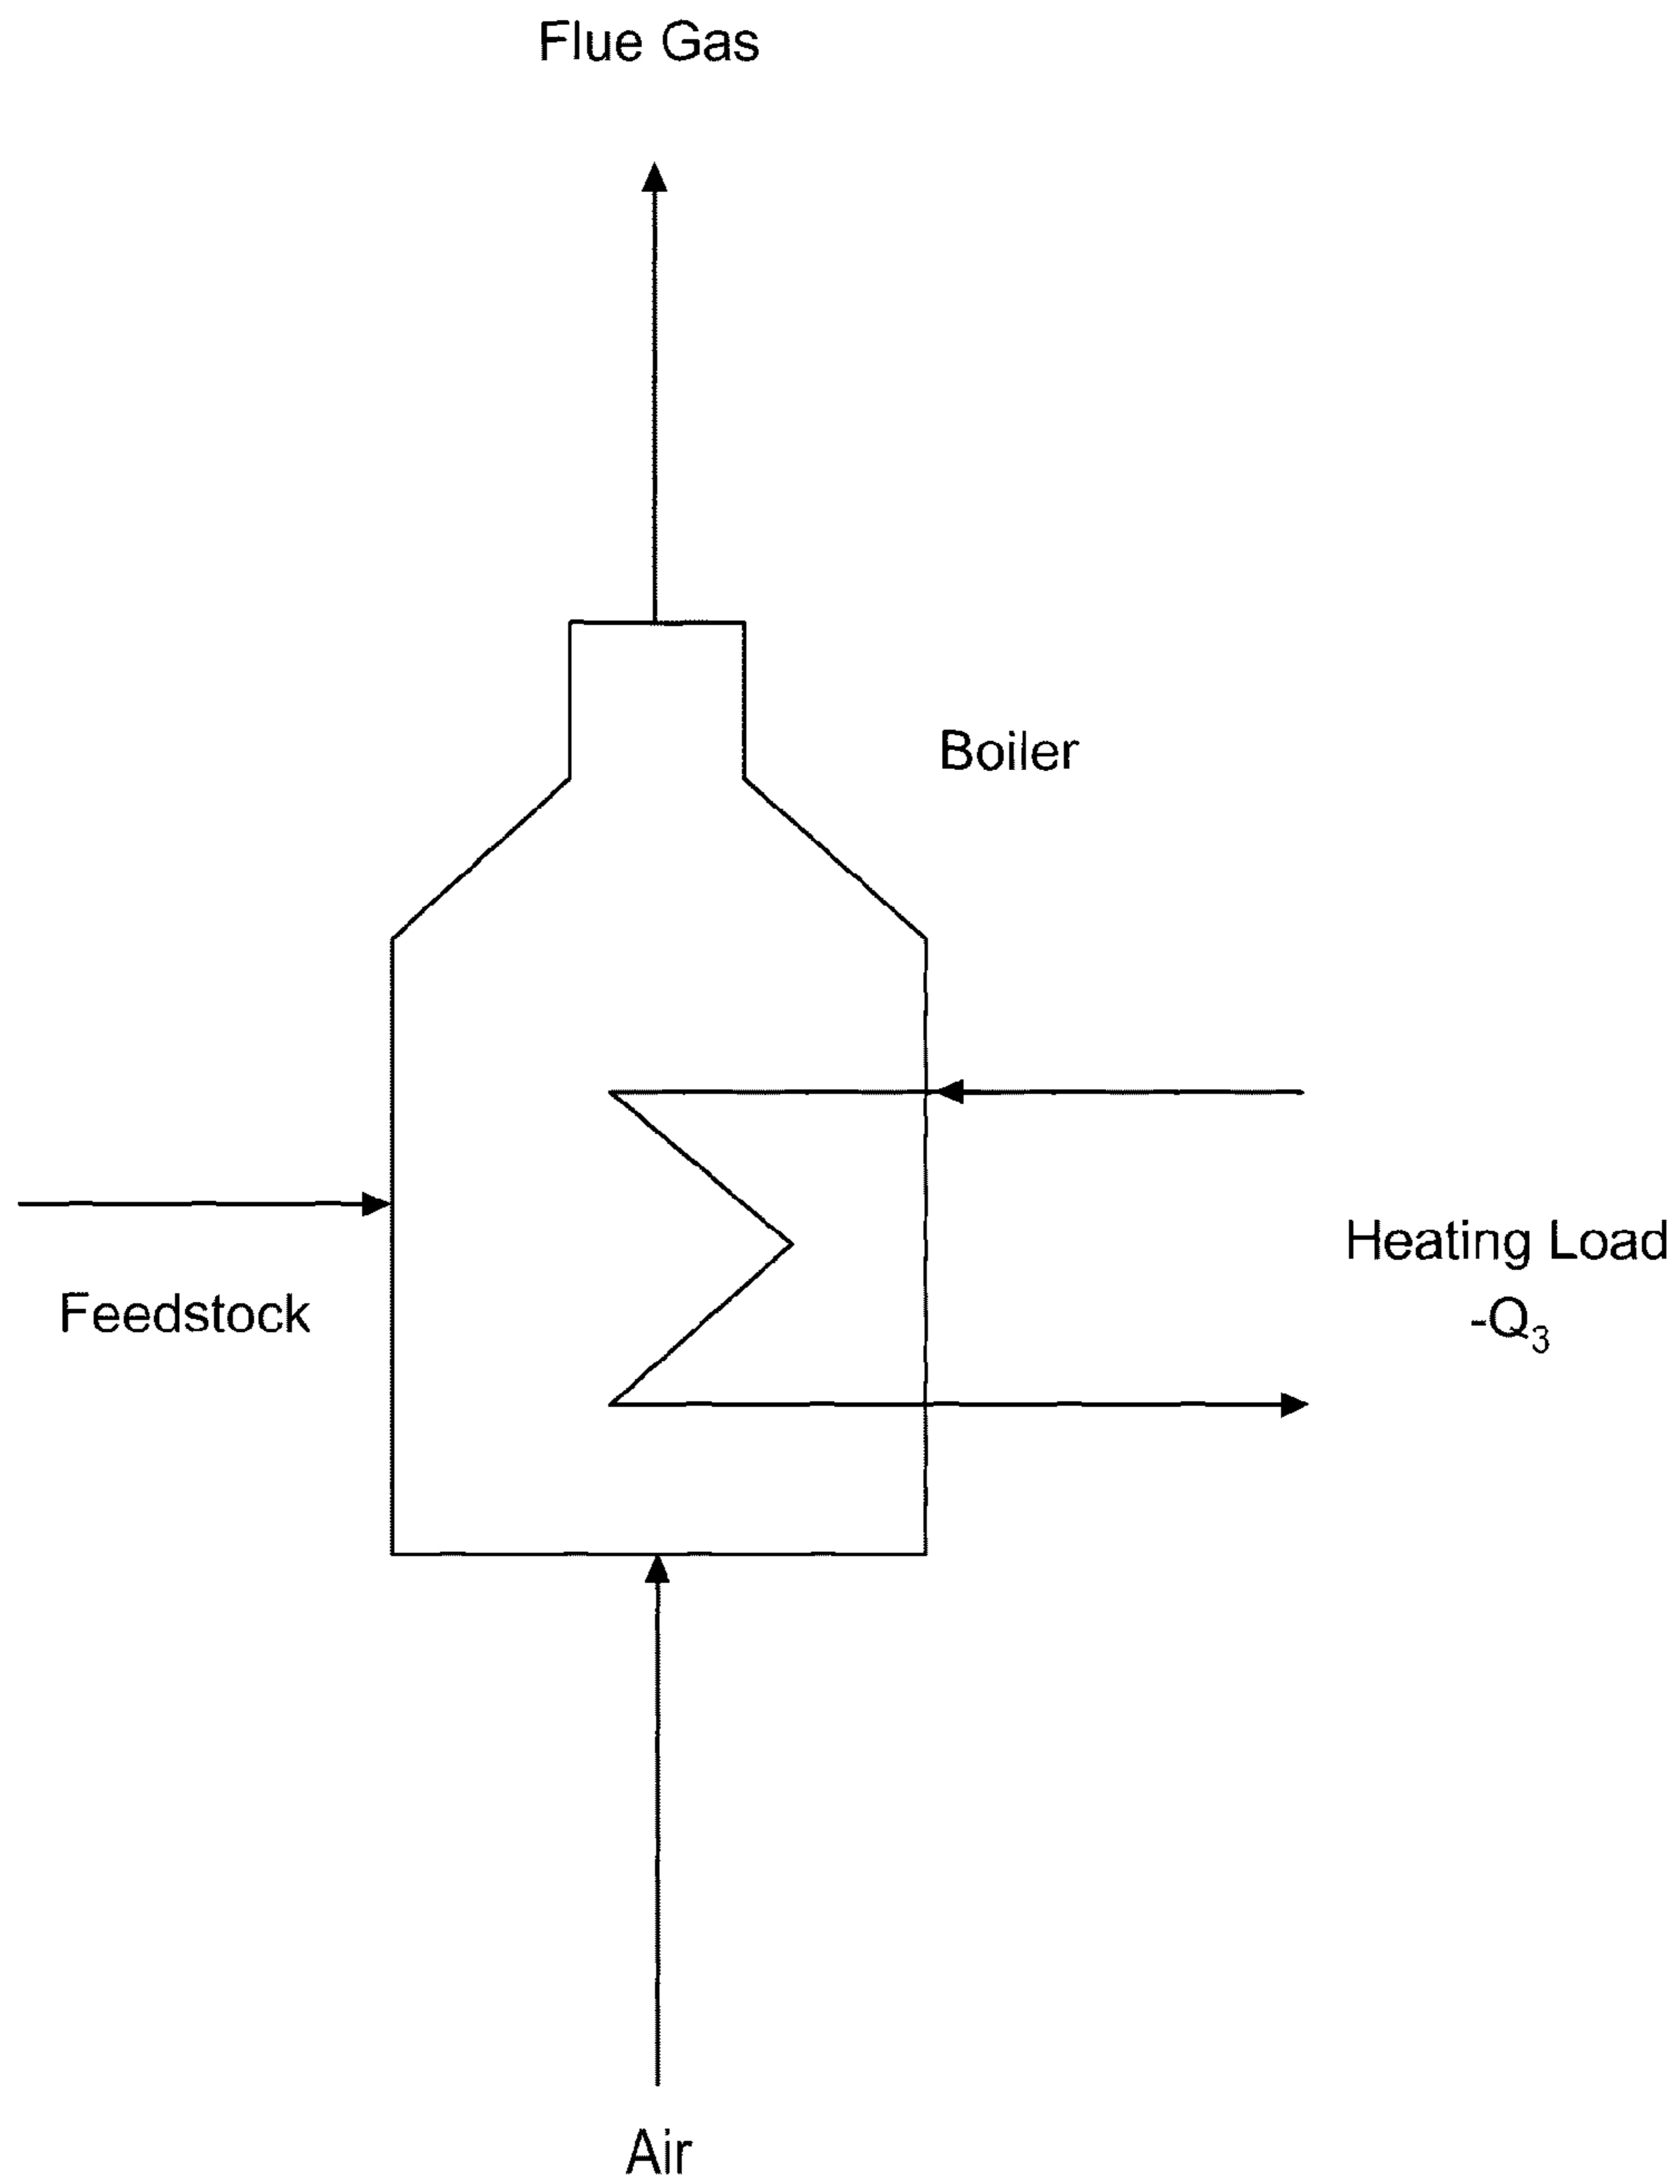 Flue Gas
Boiler
Feedstock
Heating Load
-Q₃
Air